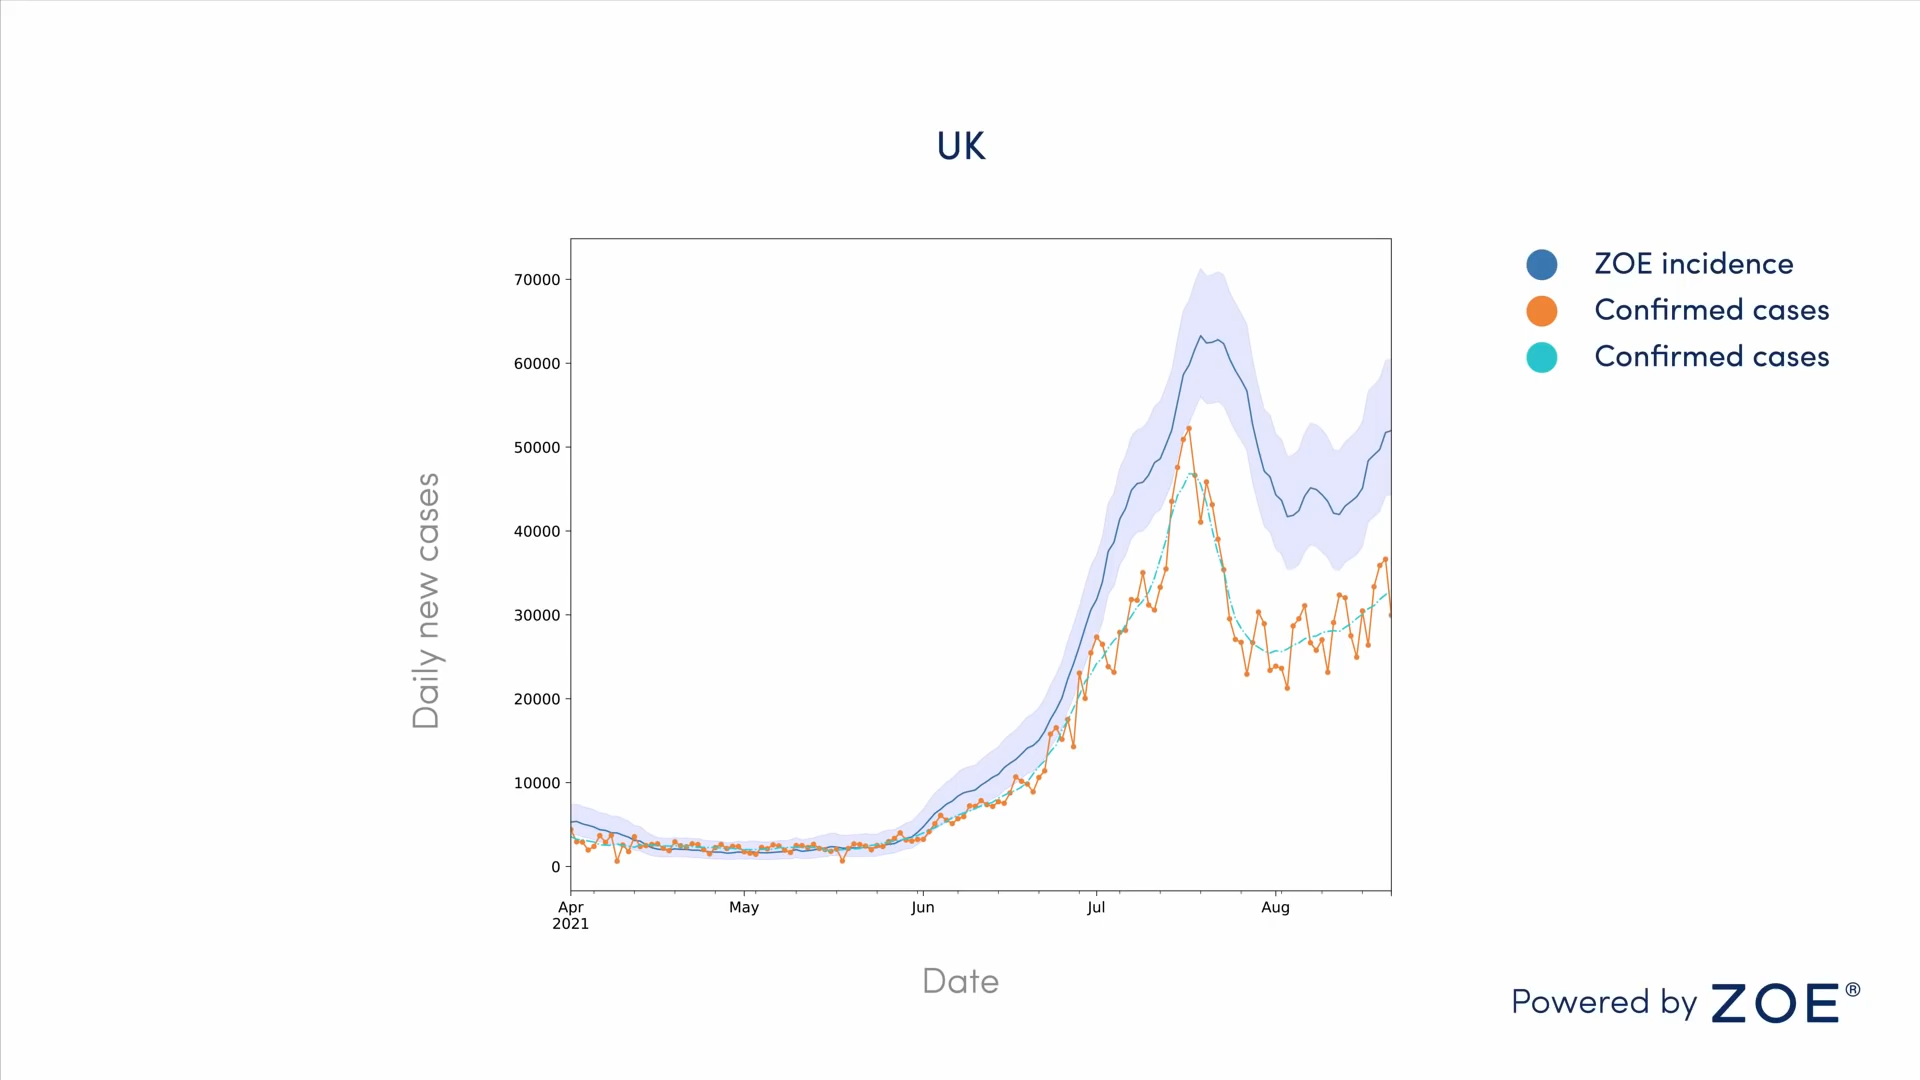 UK
ZOE incidence
Confirmed cases
Confirmed cases
Daily new cases
70000
60000
50000
40000
30000
20000
10000
0
Apr May Jun Jul Aug
2021
Date
Powered by ZOE®